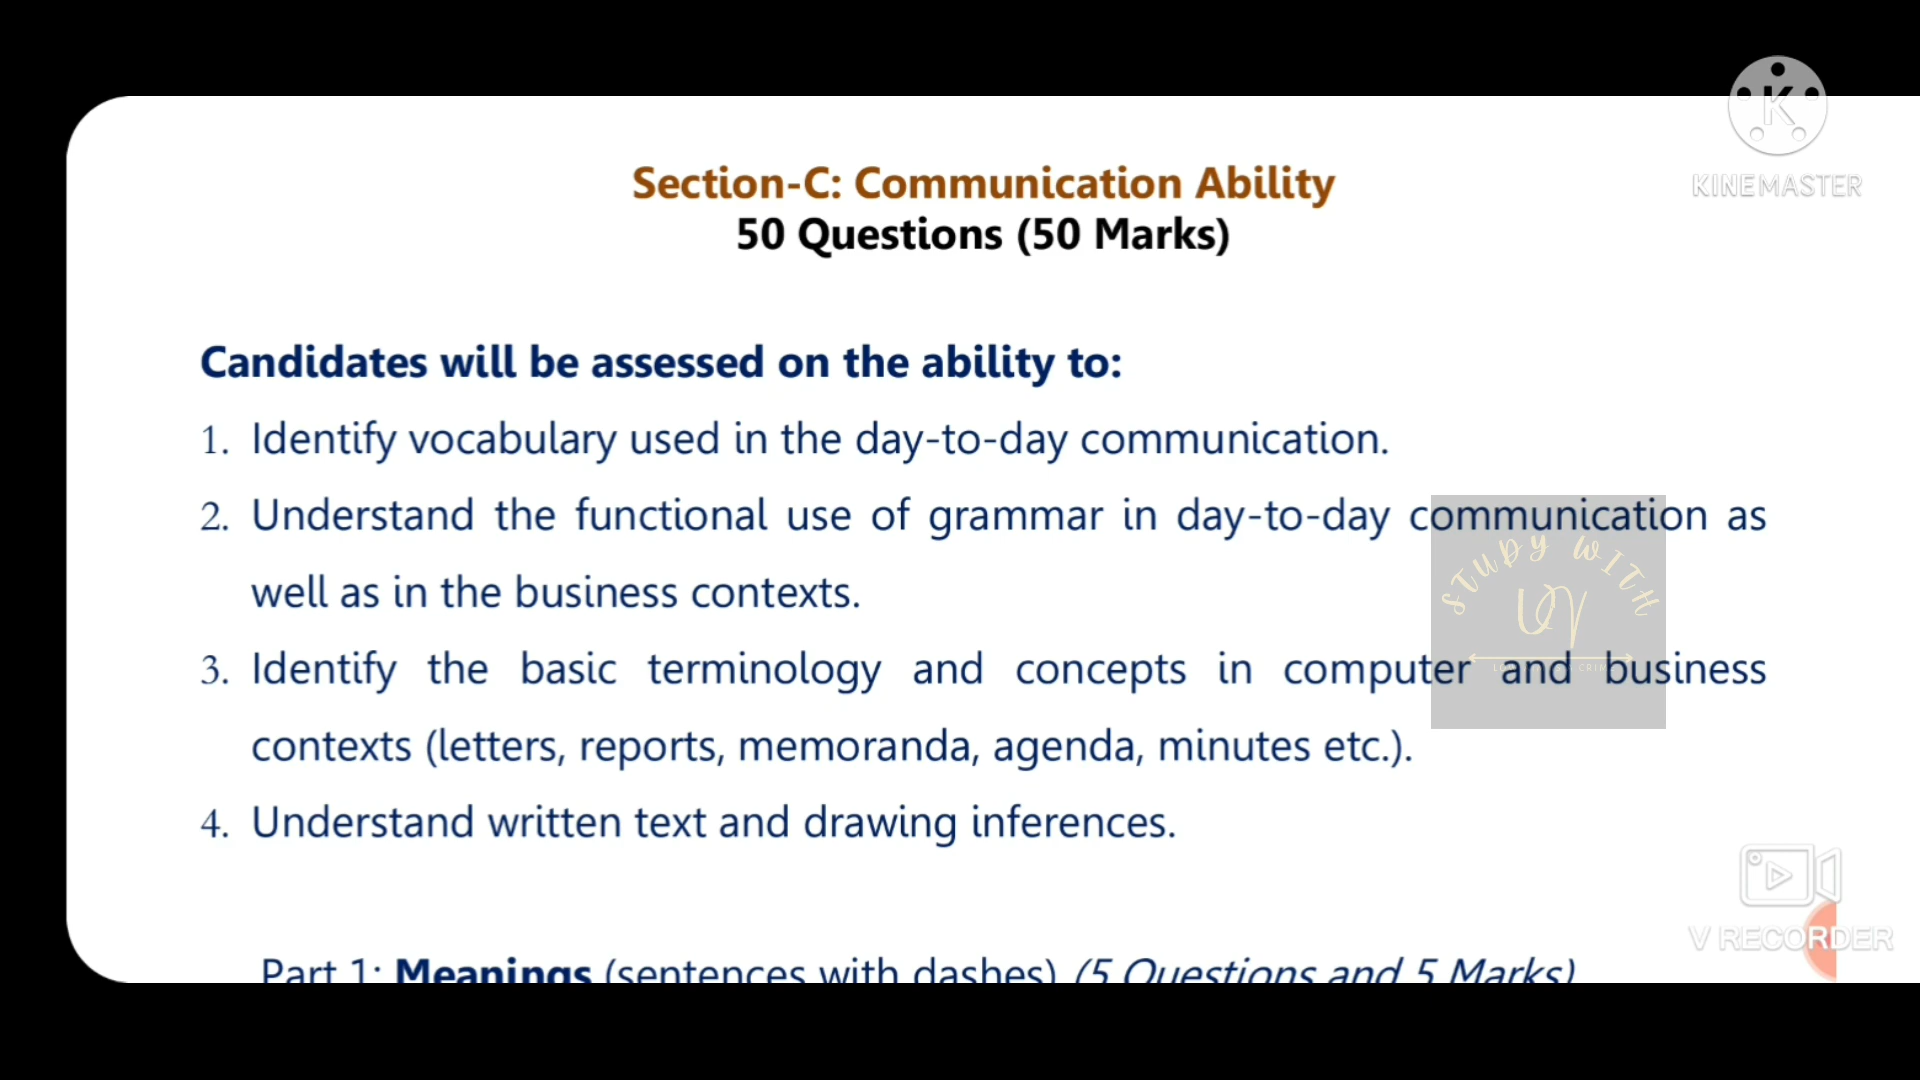 KINEMASTER
Section-C: Communication Ability
50 Questions (50 Marks)
Candidates will be assessed on the ability to:
1. Identify vocabulary used in the day-to-day communication.
2. Understand the functional use of grammar in day-to-day communication as
well as in the business contexts.
3. Identify the basic terminology and concepts in computer and business
contexts (letters, reports, memoranda, agenda, minutes etc.).
4. Understand written text and drawing inferences.
STUDY WITH
V RECORDER
Part 1: Meanings (sentences with dashes) (5 Questions and 5 Marks)